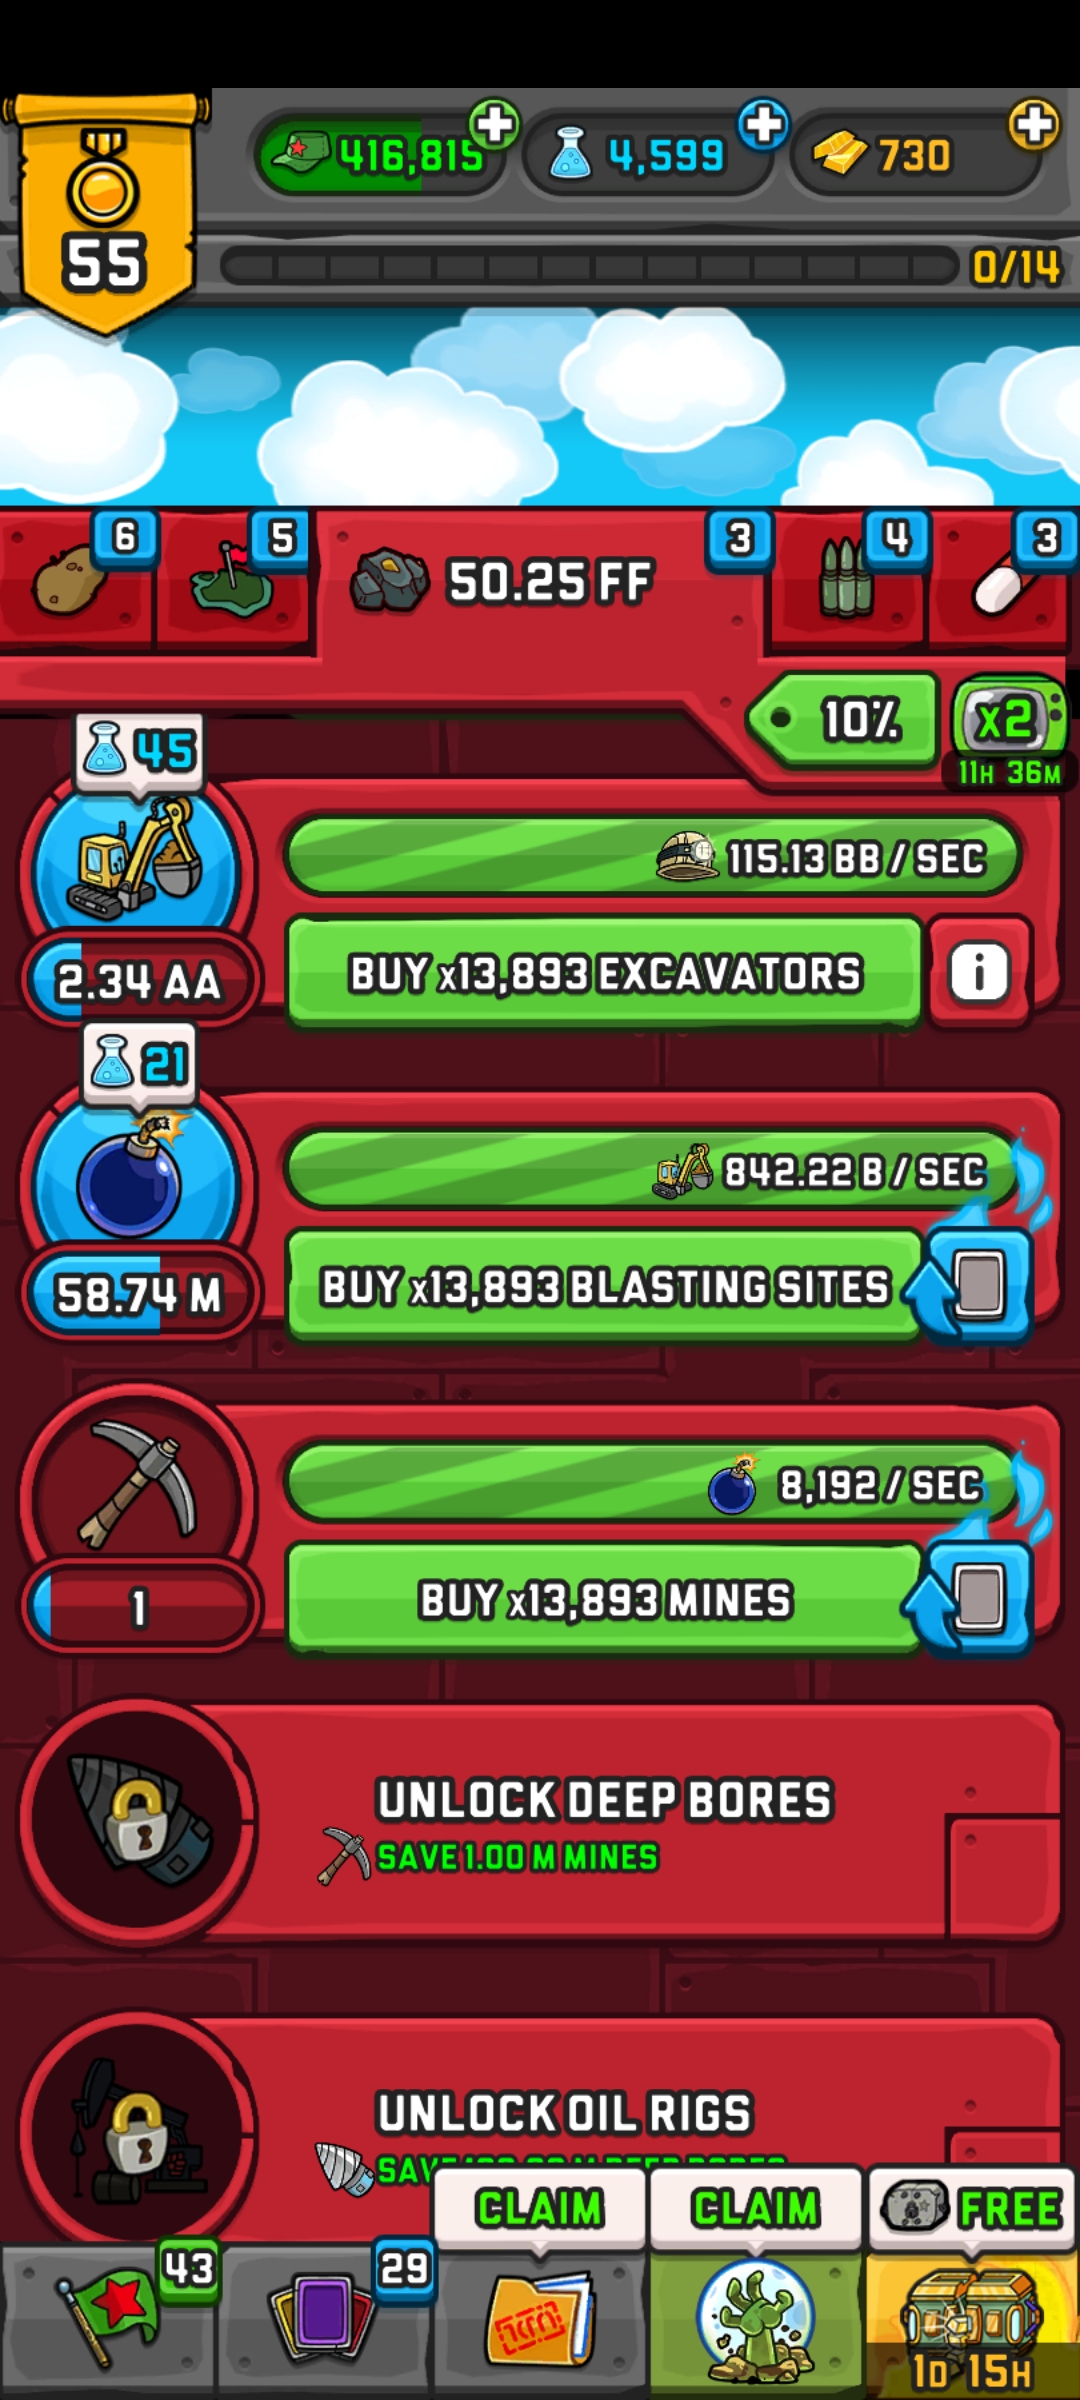 416,815
4,599
730
55
0/14
6
5
50.25 FF
3
4
3
10%
x2
11H 36M
45
115.13 BB / SEC
2.34 AA
BUY x13,893 EXCAVATORS
i
21
842.22 B / SEC
58.74 M
BUY x13,893 BLASTING SITES
8,192 / SEC
1
BUY x13,893 MINES
UNLOCK DEEP BORES
SAVE 1.00 M MINES
UNLOCK OIL RIGS
CLAIM
CLAIM
FREE
43
29
1D 15H